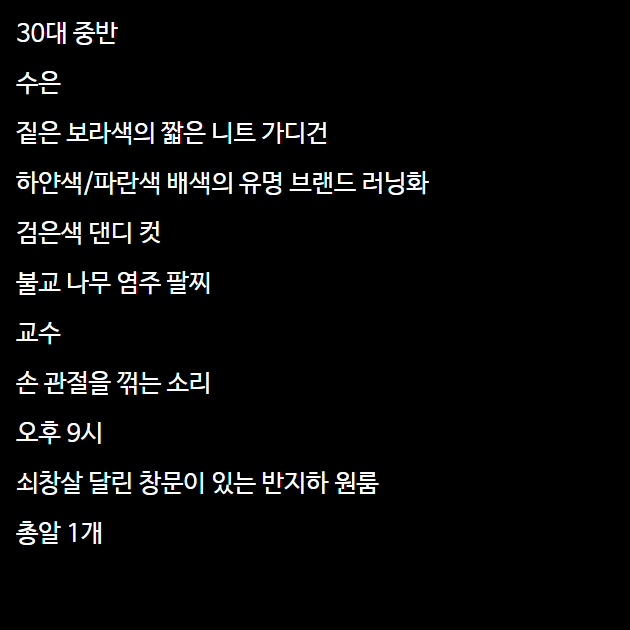 30대 중반
수은
짙은 보라색의 짧은 니트 가디건
하얀색/파란색 배색의 유명 브랜드 러닝화
검은색 댄디 컷
불교 나무 염주 팔찌
교수
손 관절을 꺾는 소리
오후 9시
쇠창살 달린 창문이 있는 반지하 원룸
총알 1개